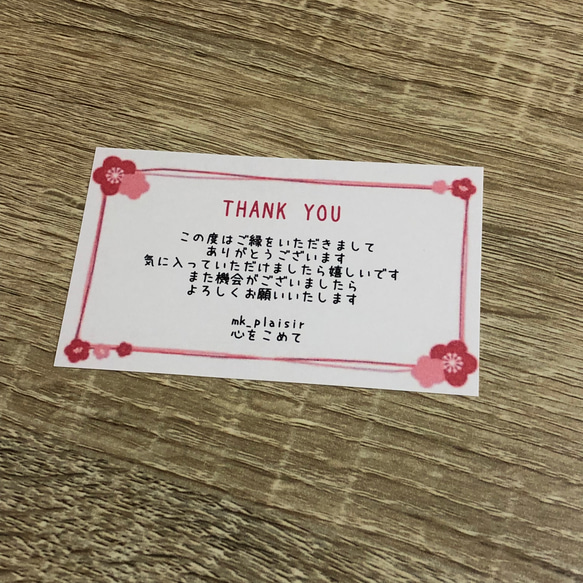 THANK YOU
この度はご縁をいただきまして
ありがとうございます
気に入っていただけましたら嬉しいです
また機会がございましたら
よろしくお願いいたします
mk_plaisir
心をこめて